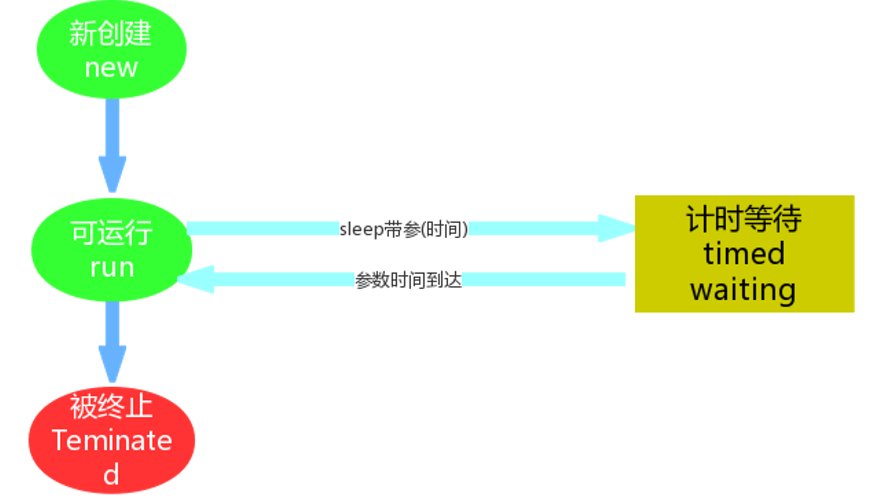 新创建
new
可运行
run
sleep带参(时间)
参数时间到达
计时等待
timed
waiting
被终止
Teminate
d